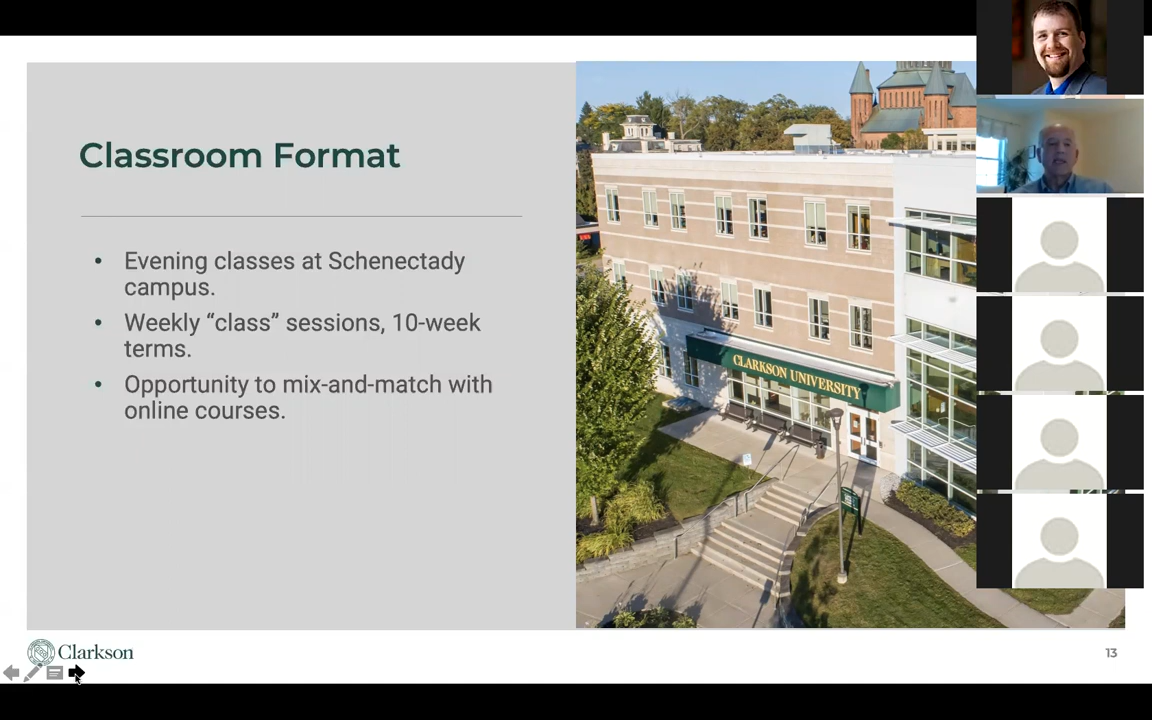 Classroom Format
• Evening classes at Schenectady
campus.
• Weekly “class” sessions, 10-week
terms.
• Opportunity to mix-and-match with
online courses.
CLARKSON UNIVERSITY
Clarkson
13